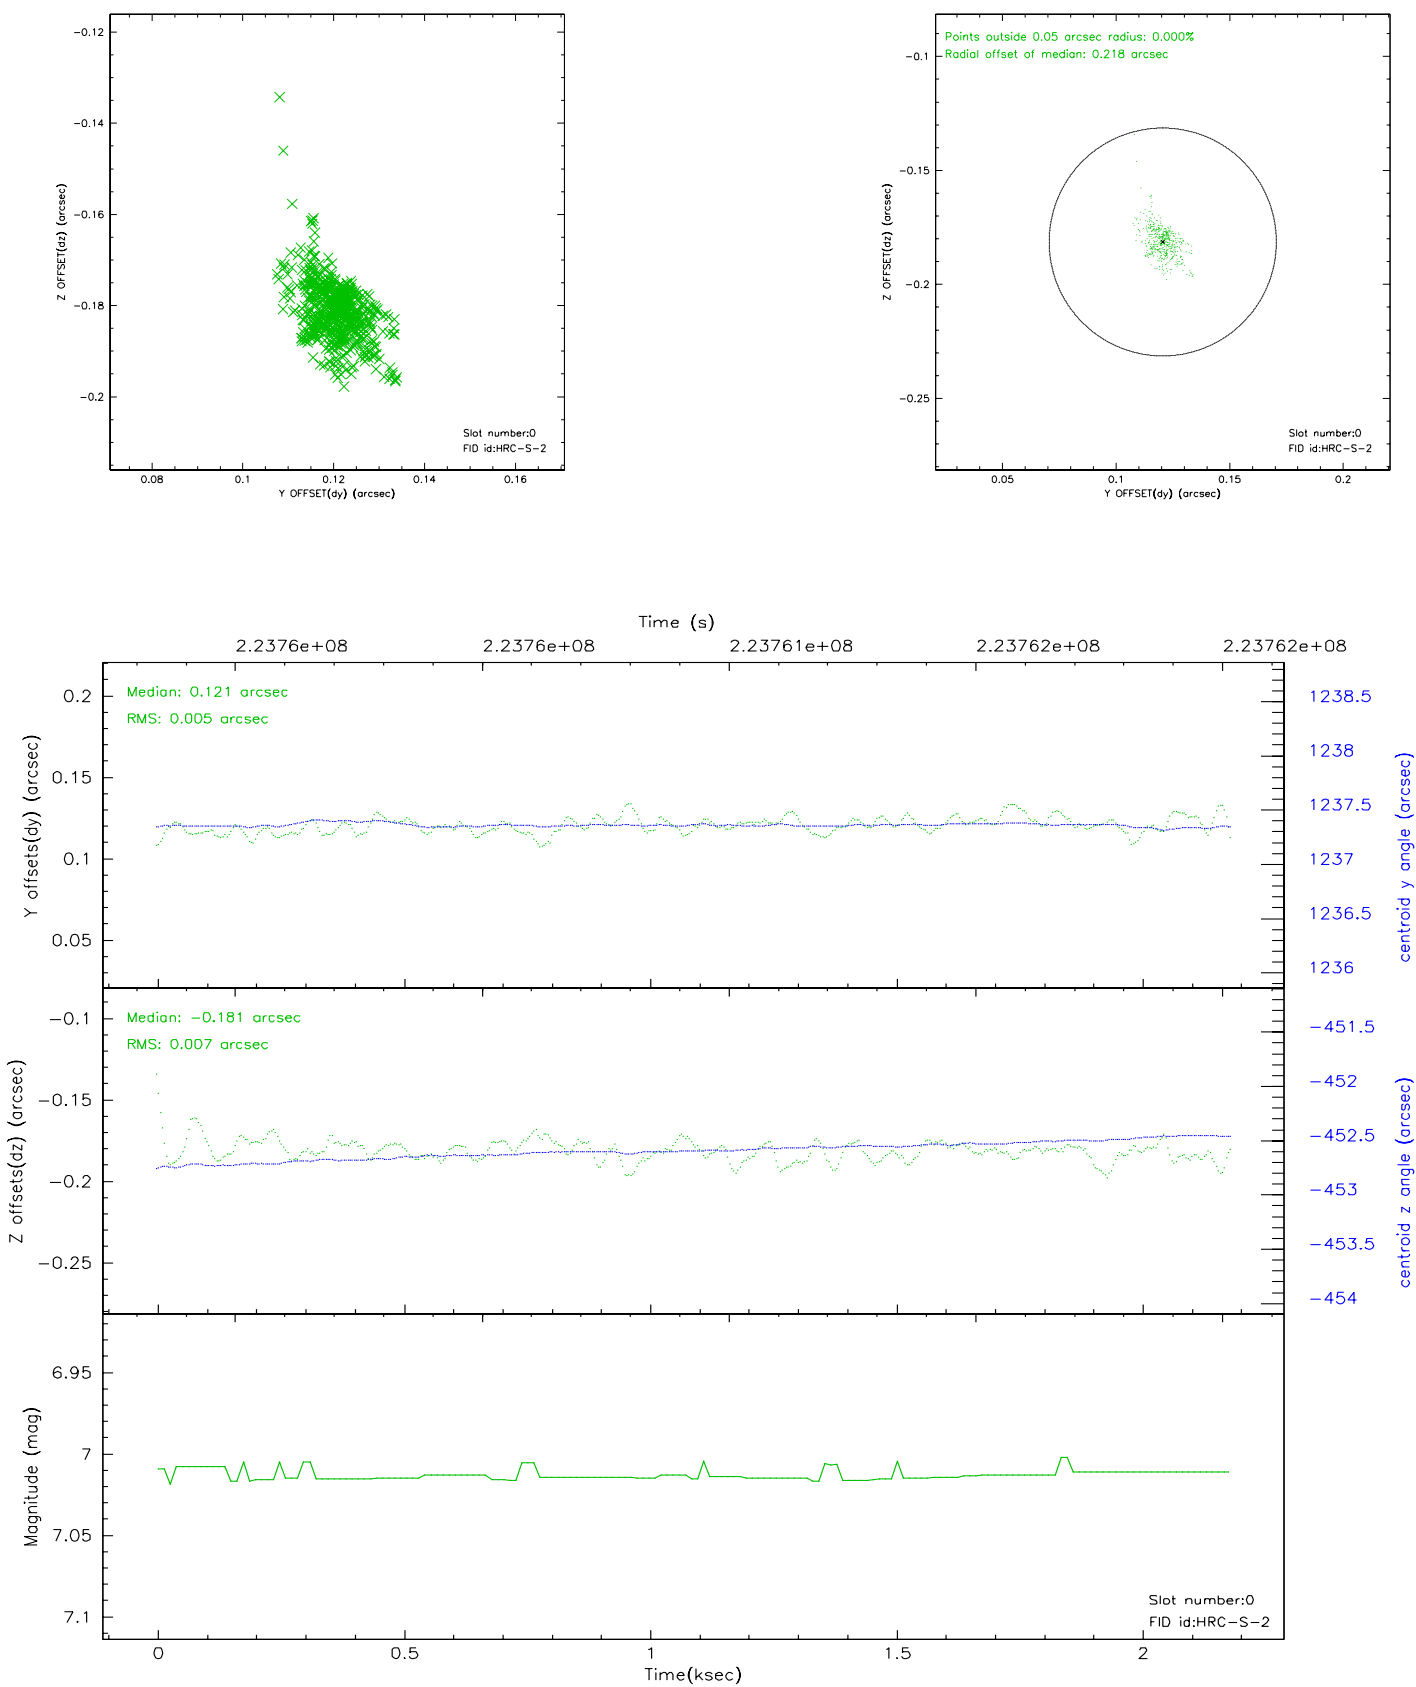 −0.12
−0.14
−0.16
−0.18
−0.2
Z OFFSET(dz) (arcsec)
Slot number:0
FID id:HRC−S−2
0.08
0.1
0.12
0.14
0.16
Y OFFSET(dy) (arcsec)
Points outside 0.05 arcsec radius: 0.000%
Radial offset of median: 0.218 arcsec
−0.1
−0.15
−0.2
−0.25
Z OFFSET(dz) (arcsec)
Slot number:0
FID id:HRC−S−2
0.05
0.1
0.15
0.2
Y OFFSET(dy) (arcsec)
Time (s)
2.2376e+08
2.2376e+08
2.23761e+08
2.23762e+08
2.23762e+08
Median: 0.121 arcsec
RMS: 0.005 arcsec
0.2
0.15
0.1
0.05
Y offsets(dy) (arcsec)
1238.5
1238
1237.5
1237
1236.5
1236
centroid y angle (arcsec)
Median: −0.181 arcsec
RMS: 0.007 arcsec
−0.1
−0.15
−0.2
−0.25
Z offsets(dz) (arcsec)
−451.5
−452
−452.5
−453
−453.5
−454
centroid z angle (arcsec)
6.95
7
7.05
7.1
Magnitude (mag)
Slot number:0
FID id:HRC−S−2
0
0.5
1
1.5
2
Time(ksec)